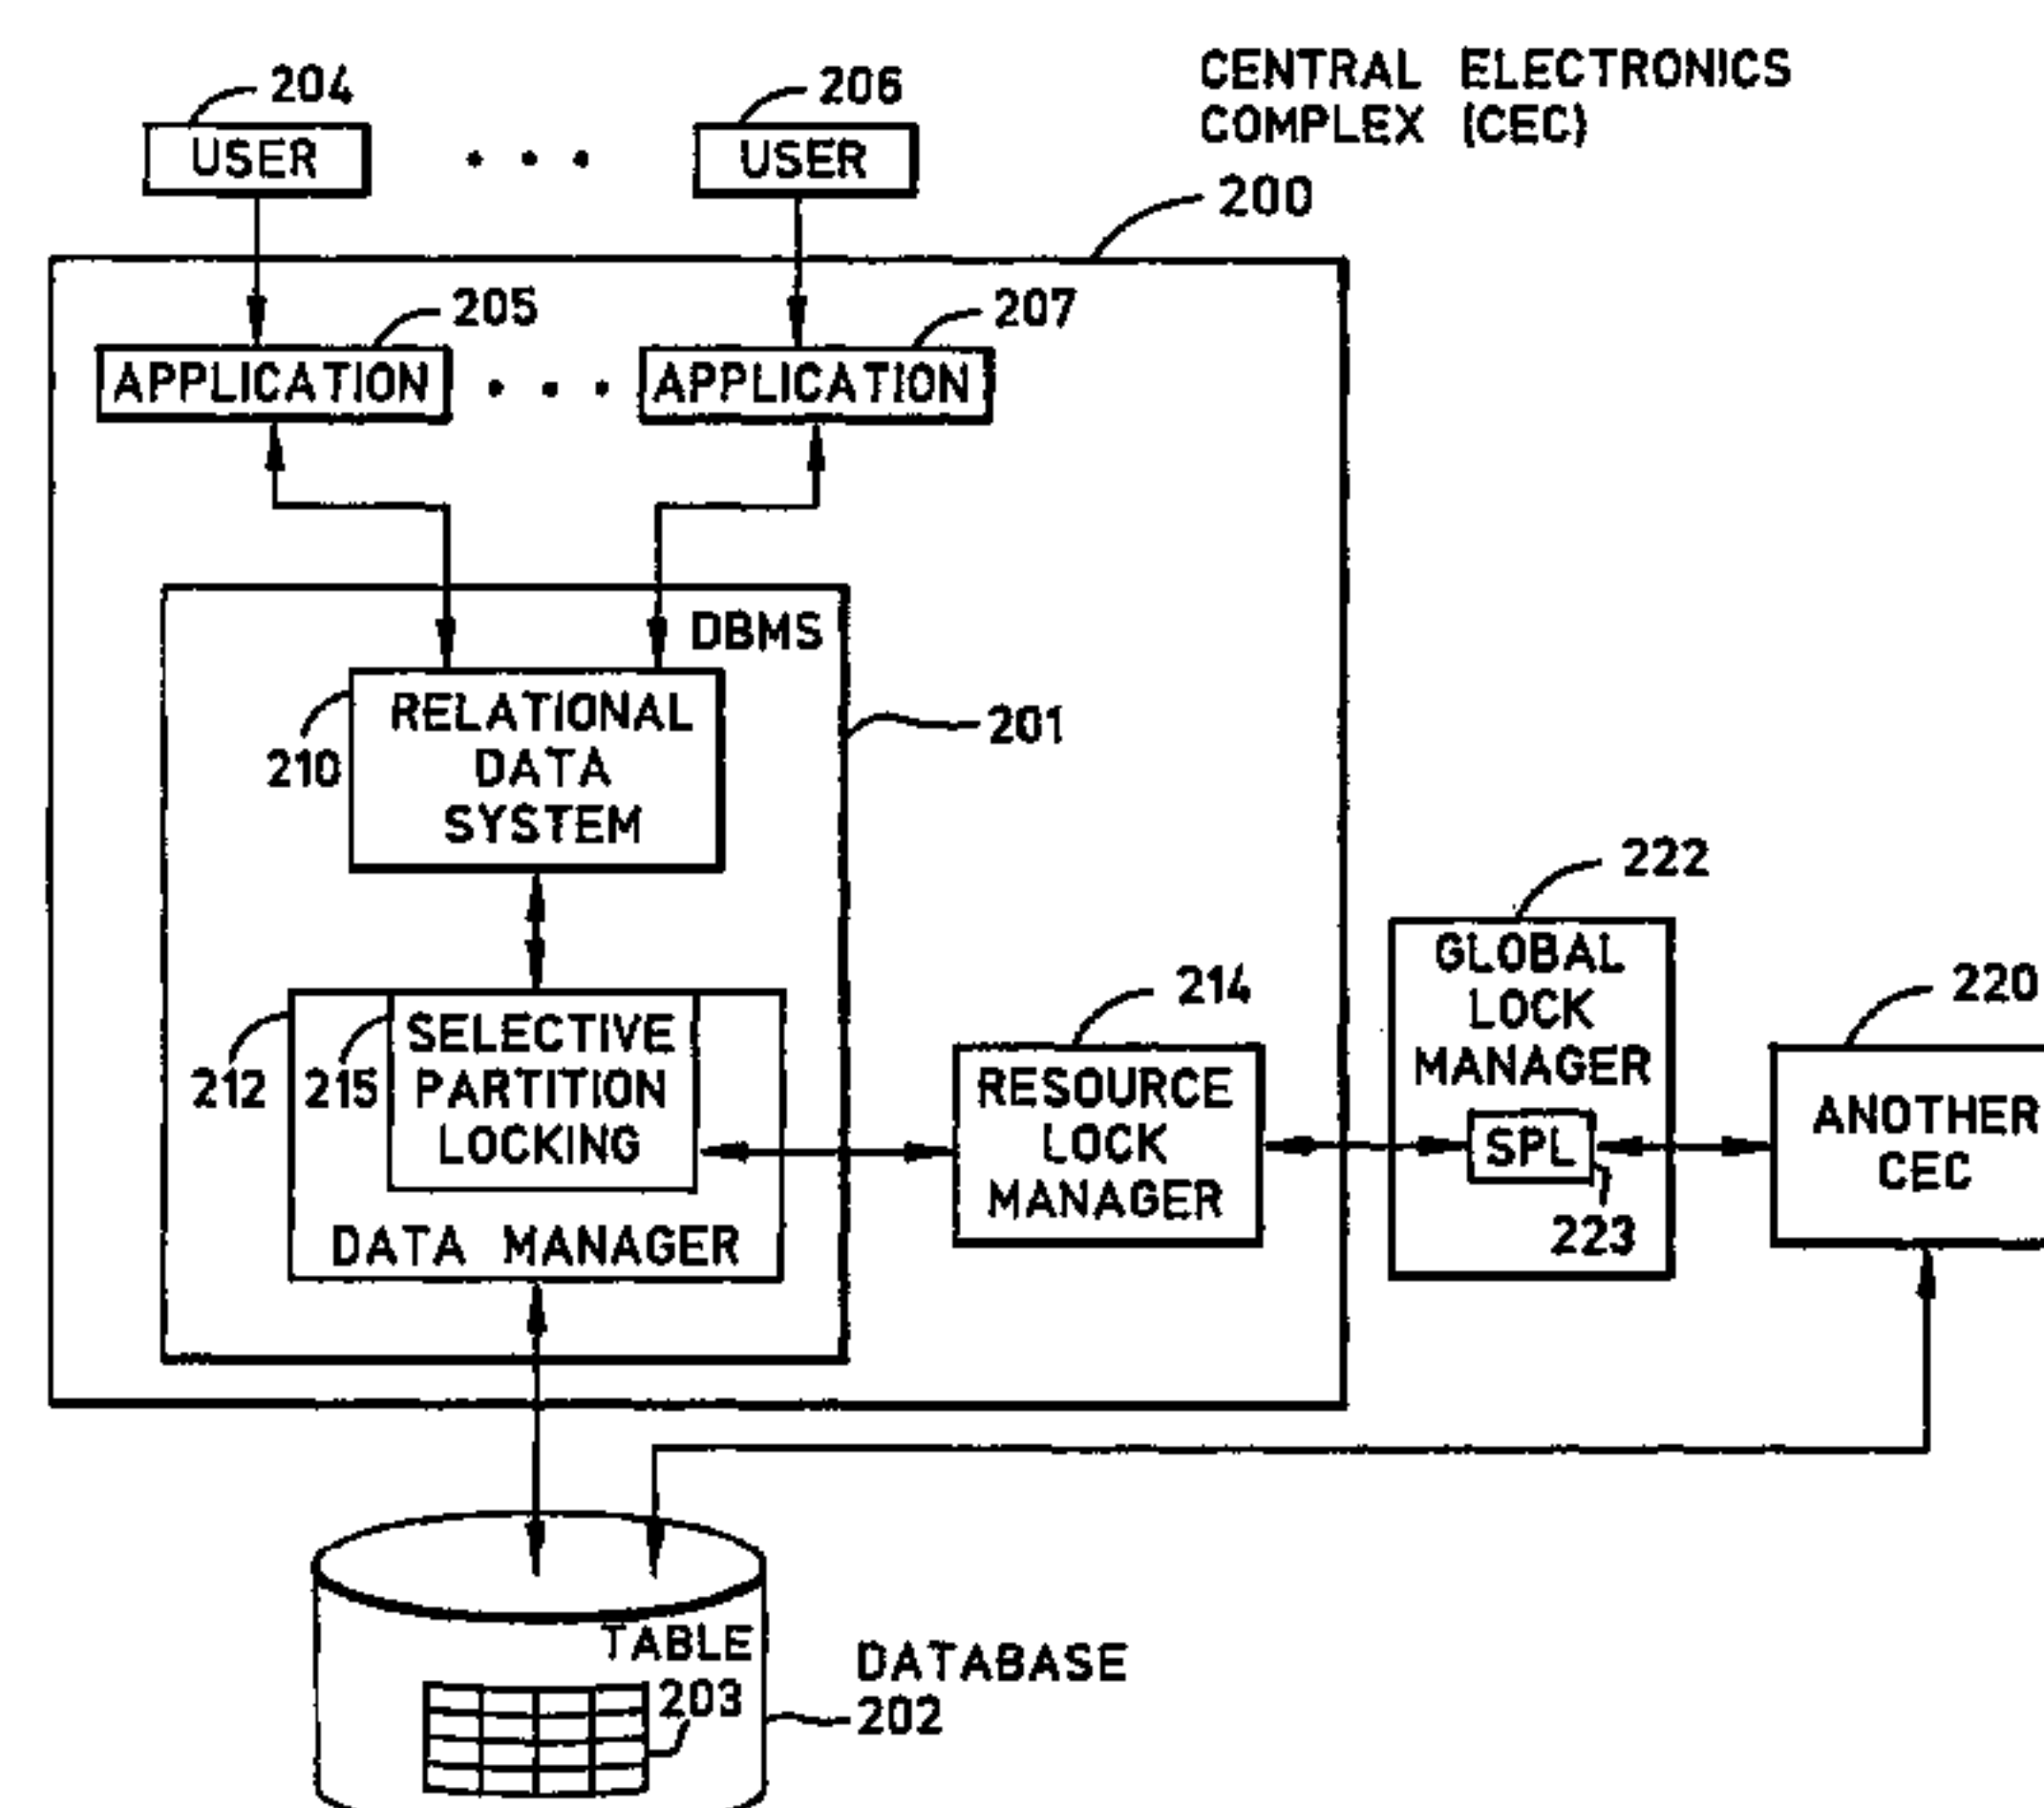 204
206
CENTRAL ELECTRONICS
COMPLEX (CEC)
USER
USER
200
205
207
APPLICATION
APPLICATION
DBMS
RELATIONAL
DATA
SYSTEM
210
201
222
GLOBAL
LOCK
MANAGER
214
220
SELECTIVE
PARTITION
LOCKING
212
215
RESOURCE
LOCK
MANAGER
SPL
ANOTHER
CEC
223
DATA MANAGER
TABLE
203
DATABASE
202